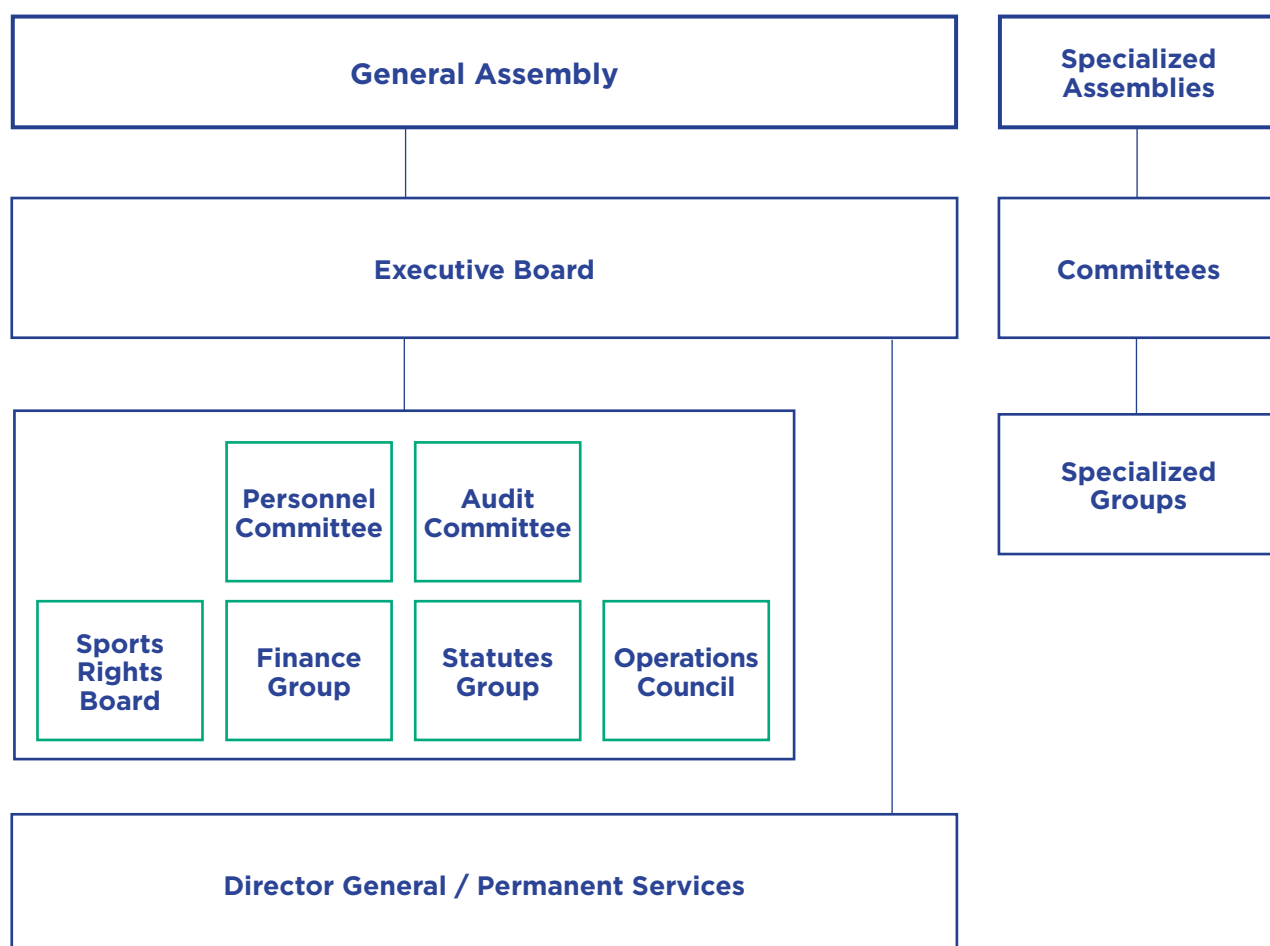 General Assembly
Specialized
Assemblies
Executive Board
Committees
Personnel
Committee
Audit
Committee
Specialized
Groups
Sports
Rights
Board
Finance
Group
Statutes
Group
Operations
Council
Director General / Permanent Services